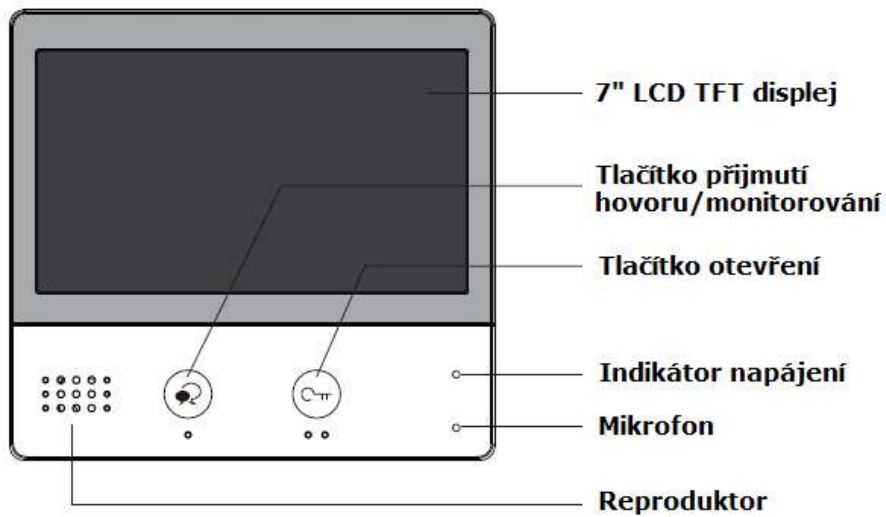 7" LCD TFT displej
Tlačítko přijmutí
hovoru/monitorování
Tlačítko otevření
Indikátor napájení
Mikrofon
Reproduktor